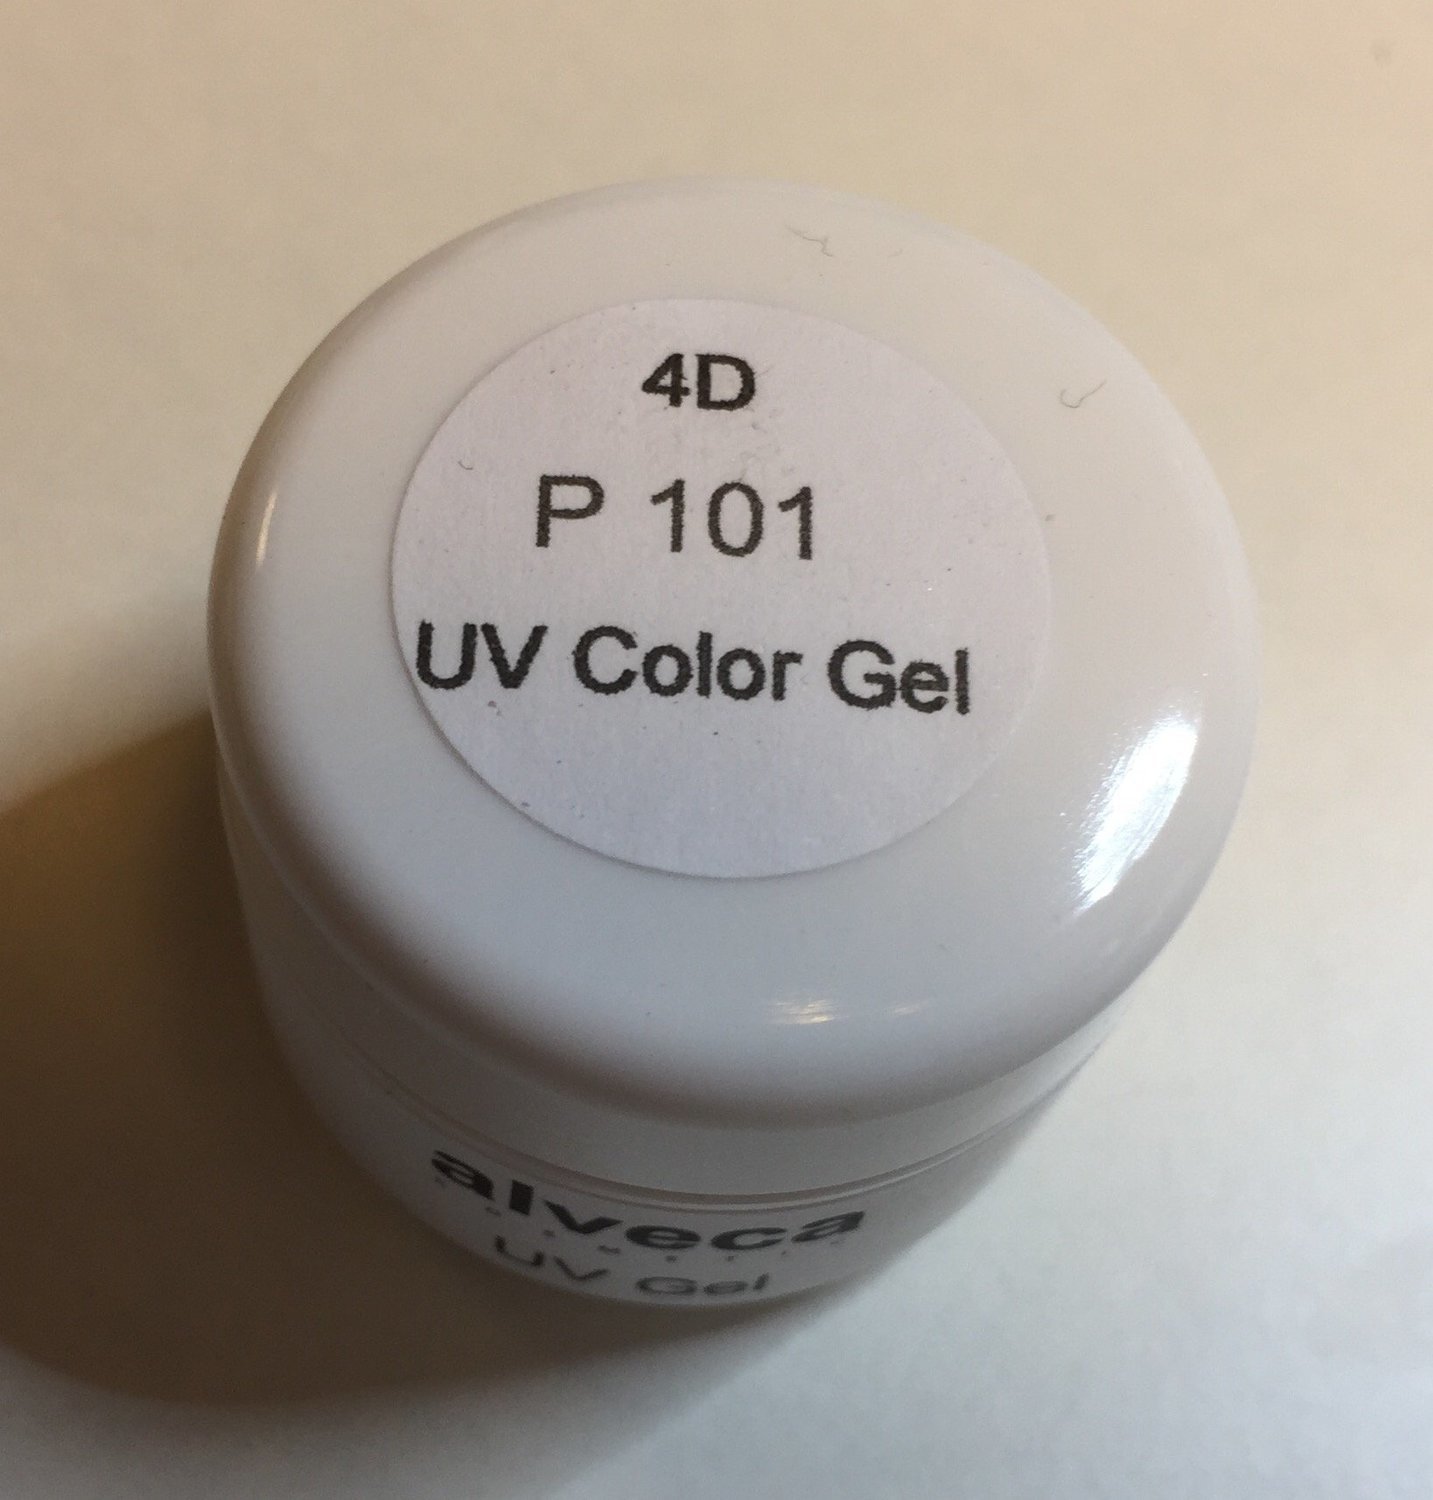 4D
P 101
UV Color Gel
alveca
UV Gel